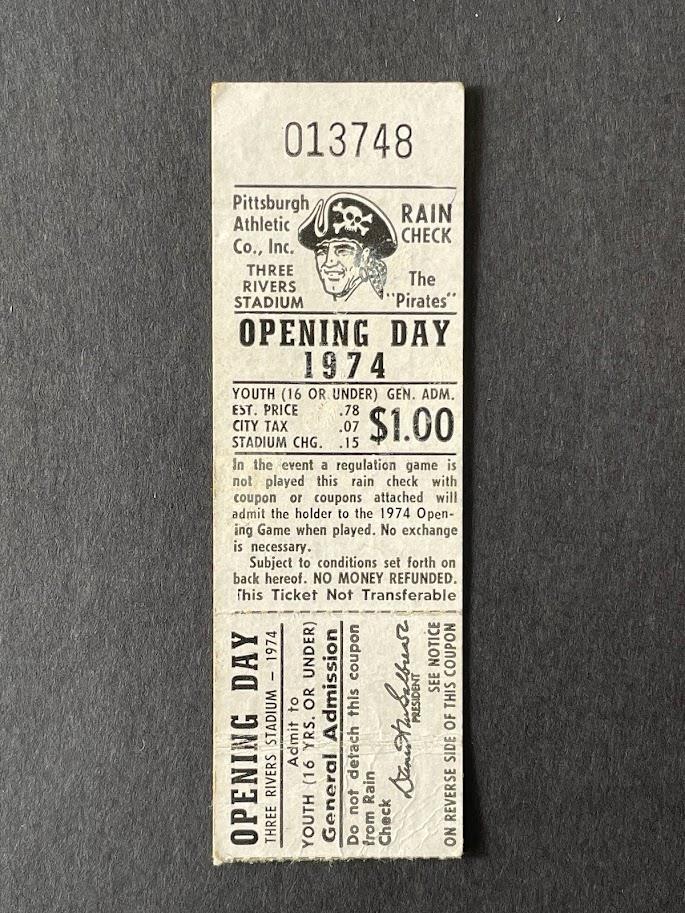 013748
Pittsburgh
Athletic
Co., Inc.
THREE
RIVERS
STADIUM
RAIN
CHECK
The
"Pirates"
OPENING DAY
1974
YOUTH (16 OR UNDER) GEN. ADM.
EST. PRICE .78
CITY TAX .07
STADIUM CHG. .15
$1.00
In the event a regulation game is
not played this rain check with
coupon or coupons attached will
admit the holder to the 1974 Open-
ing Game when played. No exchange
is necessary.
Subject to conditions set forth on
back hereof. NO MONEY REFUNDED.
This Ticket Not Transferable
OPENING DAY
THREE RIVERS STADIUM — 1974
Admit to
YOUTH (16 YRS. OR UNDER)
General Admission
Do not detach this coupon
from Rain
Check
PRESIDENT
SEE NOTICE
ON REVERSE SIDE OF THIS COUPON